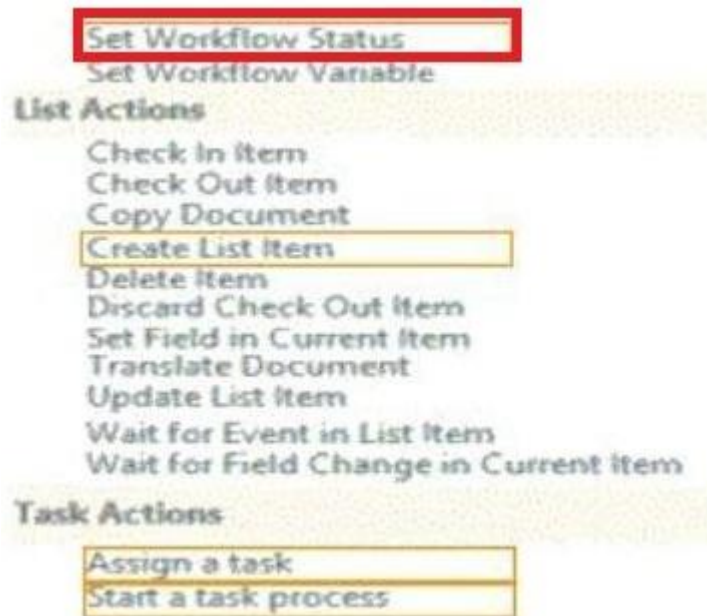 Set Workflow Status
Set Workflow Variable
List Actions
Check In Item
Check Out Item
Copy Document
Create List Item
Delete Item
Discard Check Out Item
Set Field in Current Item
Translate Document
Update List Item
Wait for Event in List Item
Wait for Field Change in Current Item
Task Actions
Assign a task
Start a task process